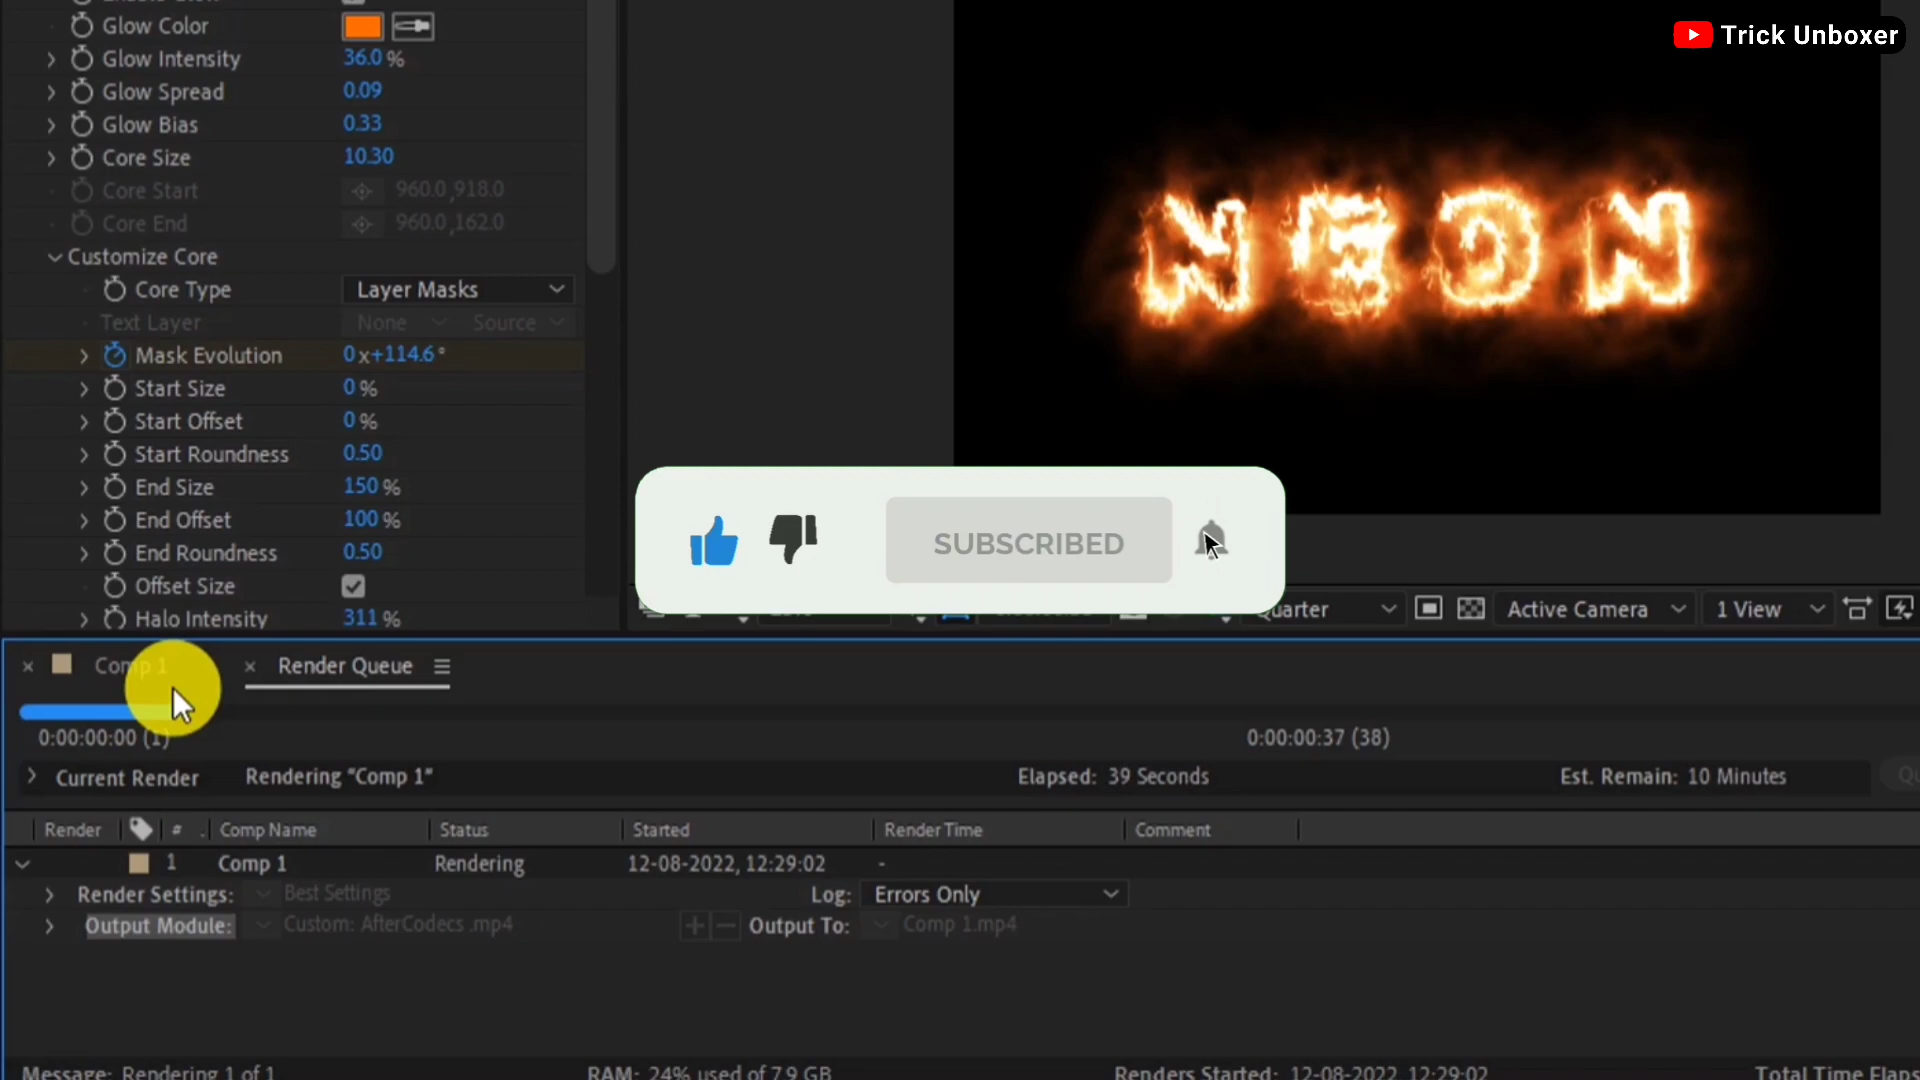 Trick Unboxer
Glow Color
Glow Intensity 36.0 %
Glow Spread 0.09
Glow Bias 0.33
Core Size 10.30
Core Start 960.0,918.0
Core End 960.0,162.0
Customize Core
Core Type Layer Masks
Text Layer None Source
Mask Evolution 0 x+114.6 °
Start Size 0 %
Start Offset 0 %
Start Roundness 0.50
End Size 150 %
End Offset 100 %
End Roundness 0.50
Offset Size
Halo Intensity 311 %
NEON
SUBSCRIBED
Quarter Active Camera 1 View
Comp 1 Render Queue
0:00:00:00 (1) 0:00:00:37 (38)
Current Render Rendering "Comp 1" Elapsed: 39 Seconds Est. Remain: 10 Minutes
Render # Comp Name Status Started Render Time Comment
1 Comp 1 Rendering 12-08-2022, 12:29:02 -
Render Settings: Best Settings Log: Errors Only
Output Module: Custom: AfterCodecs .mp4 + − Output To: Comp 1.mp4
Message: Rendering 1 of 1 RAM: 24% used of 7.9 GB Renders Started: 12-08-2022, 12:29:02 Total Time Elaps